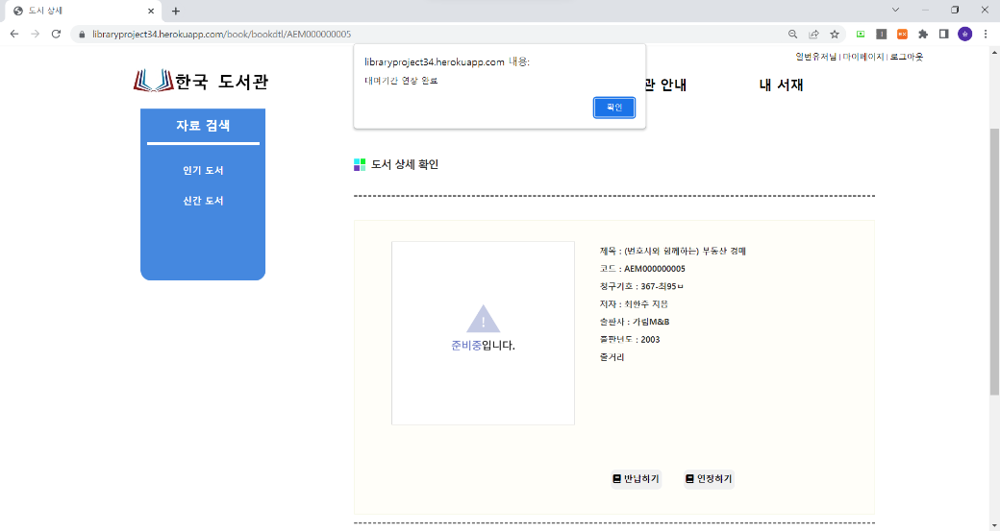 도서 상세
libraryproject34.herokuapp.com/book/bookdtl/AEM000000005
libraryproject34.herokuapp.com 내용:
대여기간 연장 완료
확인
일번유저님 | 마이페이지 | 로그아웃
한국 도서관
관 안내
내 서재
자료 검색
인기 도서
신간 도서
도서 상세 확인
준비중입니다.
제목 : (변호사와 함께하는) 부동산 경매
코드 : AEM000000005
청구기호 : 367-최95ㅂ
저자 : 최한수 지음
출판사 : 가림M&B
출판년도 : 2003
줄거리
반납하기
연장하기